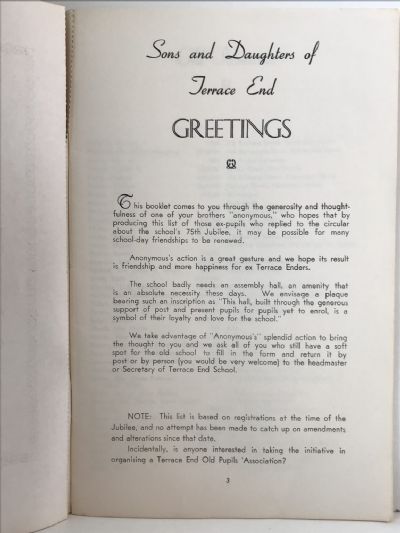 Sons and Daughters of
Terrace End
GREETINGS
This booklet comes to you through the generosity and thought-
fulness of one of your brothers "anonymous," who hopes that by
producing this list of those ex-pupils who replied to the circular
about the school's 75th Jubilee, it may be possible for many
school-day friendships to be renewed.
Anonymous's action is a great gesture and we hope its result
is friendship and more happiness for ex Terrace Enders.
The school badly needs an assembly hall, an amenity that
is an absolute necessity these days. We envisage a plaque
bearing such an inscription as "This hall, built through the generous
support of post and present pupils for pupils yet to enrol, is a
symbol of their loyalty and love for the school."
We take advantage of "Anonymous's" splendid action to bring
the thought to you and we ask all of you who still have a soft
spot for the old school to fill in the form and return it by
post or by person (you would be very welcome) to the headmaster
or Secretary of Terrace End School.
NOTE: This list is based on registrations at the time of the
Jubilee, and no attempt has been made to catch up on amendments
and alterations since that date.
Incidentally, is anyone interested in taking the initiative in
organising a Terrace End Old Pupils 'Association?
3